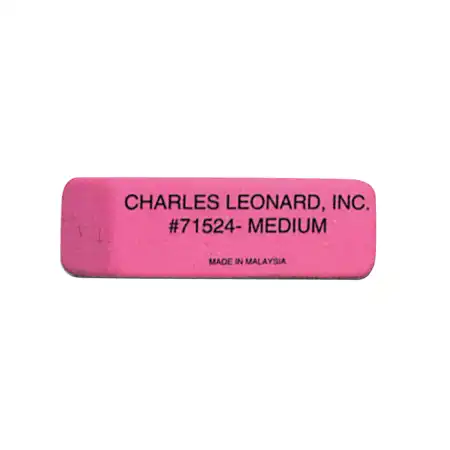 CHARLES LEONARD, INC.
#71524- MEDIUM
MADE IN MALAYSIA